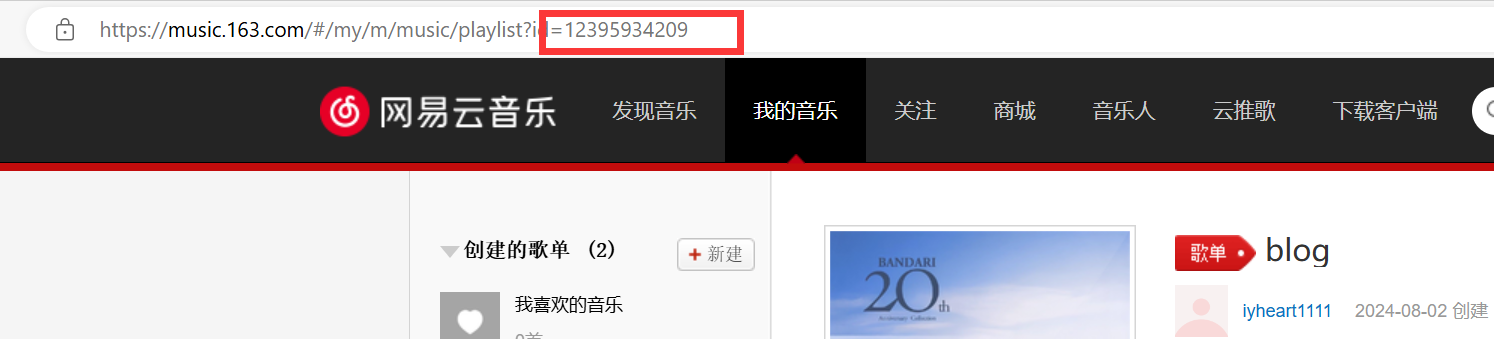 https://music.163.com/#/my/m/music/playlist?id=12395934209
网易云音乐 发现音乐 我的音乐 关注 商城 音乐人 云推歌 下载客户端
创建的歌单 (2) 新建
我喜欢的音乐
歌单 blog
iyheart1111 2024-08-02 创建
BANDARI
20th
Anniversary Collection